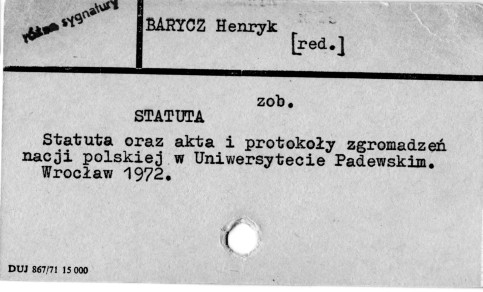 różne sygnatury
BARYCZ Henryk
[red.]
zob.
STATUTA
Statuta oraz akta i protokoły zgromadzeń
nacji polskiej w Uniwersytecie Padewskim.
Wrocław 1972.
DUJ 867/71 15 000